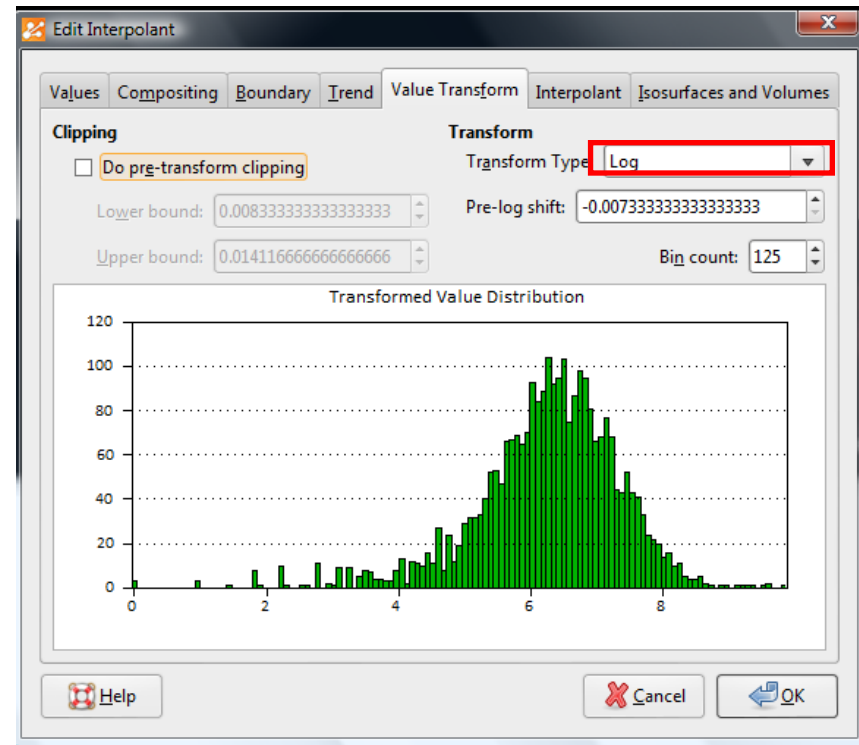 Edit Interpolant
Values Compositing Boundary Trend Value Transform Interpolant Isosurfaces and Volumes
Clipping
Do pre-transform clipping
Lower bound: 0.008333333333333333
Upper bound: 0.014116666666666666
Transform
Transform Type Log
Pre-log shift: -0.007333333333333333
Bin count: 125
Transformed Value Distribution
120
100
80
60
40
20
0
0 2 4 6 8
Help Cancel OK